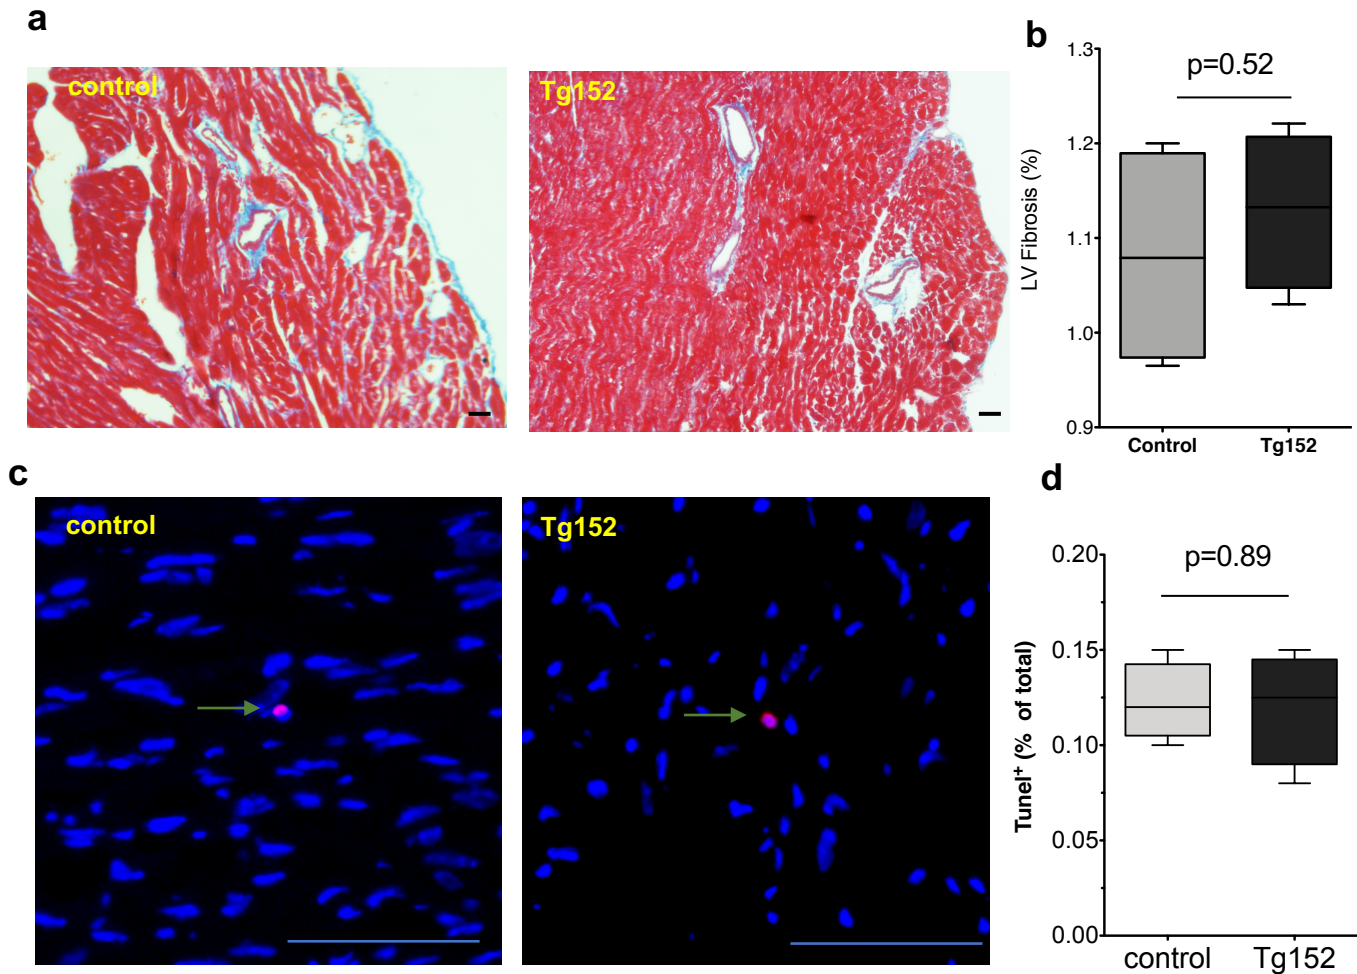 a
control
Tg152
b
1.3
1.2
1.1
1.0
0.9
LV Fibrosis (%)
p=0.52
Control
Tg152
c
control
Tg152
d
0.20
0.15
0.10
0.05
0.00
Tunel⁺ (% of total)
p=0.89
control
Tg152